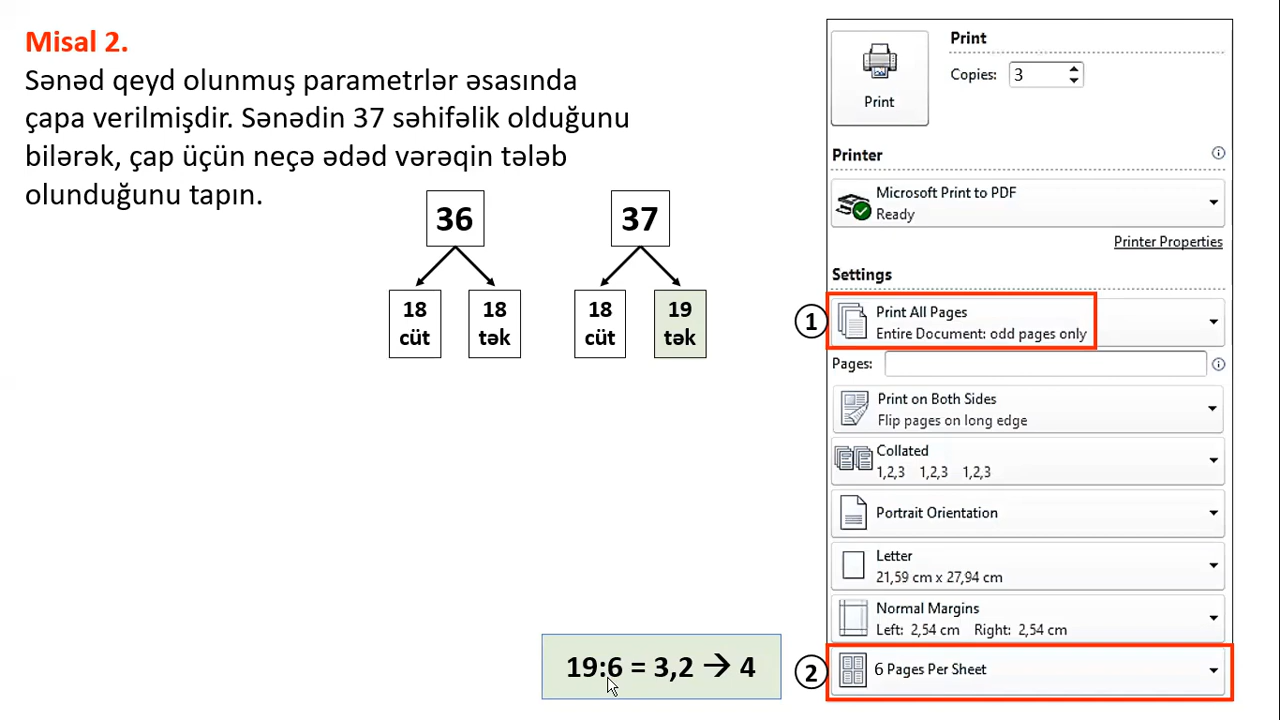 Misal 2.
Sənəd qeyd olunmuş parametrlər əsasında
çapa verilmişdir. Sənədin 37 səhifəlik olduğunu
bilərək, çap üçün neçə ədəd vərəqin tələb
olunduğunu tapın.
36
37
18
cüt
18
tək
18
cüt
19
tək
19:6 = 3,2 → 4
Print
Print
Copies: 3
Printer
Microsoft Print to PDF
Ready
Printer Properties
Settings
1
Print All Pages
Entire Document: odd pages only
Pages:
Print on Both Sides
Flip pages on long edge
Collated
1,2,3 1,2,3 1,2,3
Portrait Orientation
Letter
21,59 cm x 27,94 cm
Normal Margins
Left: 2,54 cm Right: 2,54 cm
2
6 Pages Per Sheet